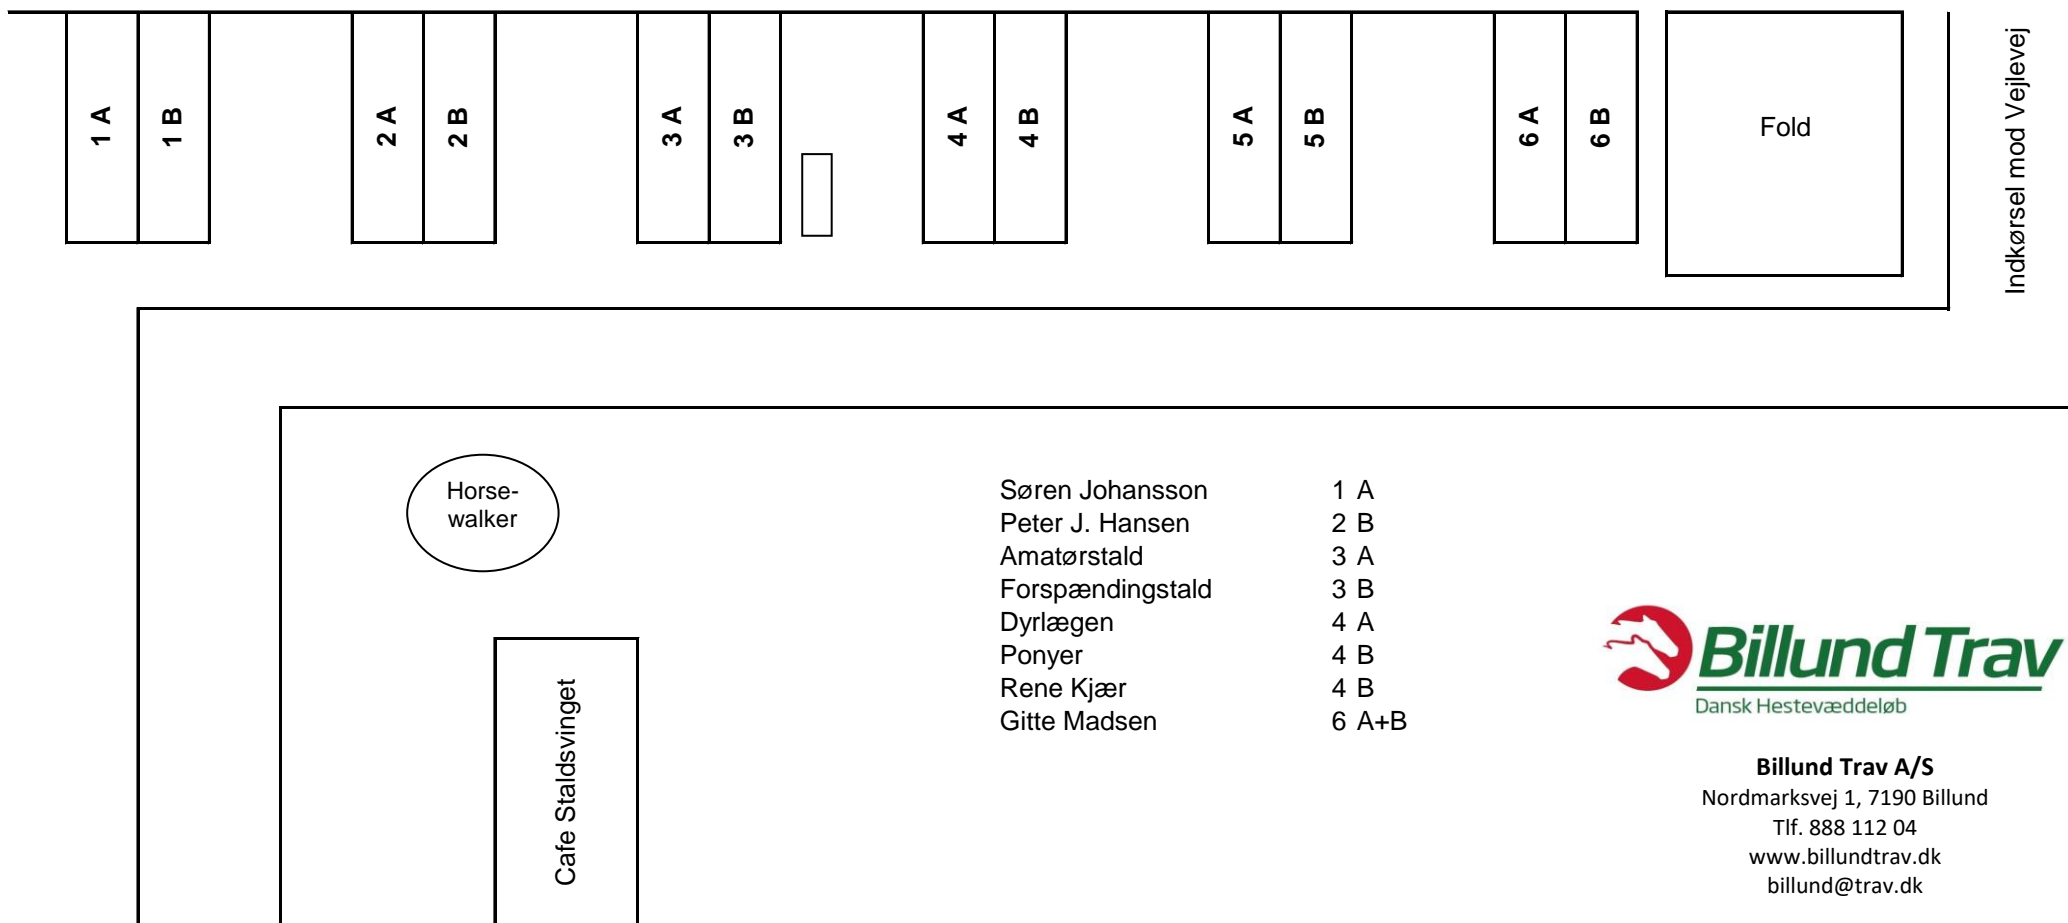 1 A
1 B
2 A
2 B
3 A
3 B
4 A
4 B
5 A
5 B
6 A
6 B
Fold
Indkørsel mod Vejlevej
Horse-
walker
Cafe Staldsvinget
Søren Johansson 1 A
Peter J. Hansen 2 B
Amatørstald 3 A
Forspændingstald 3 B
Dyrlægen 4 A
Ponyer 4 B
Rene Kjær 4 B
Gitte Madsen 6 A+B
Billund Trav
Dansk Hestevæddeløb
Billund Trav A/S
Nordmarksvej 1, 7190 Billund
Tlf. 888 112 04
www.billundtrav.dk
billund@trav.dk